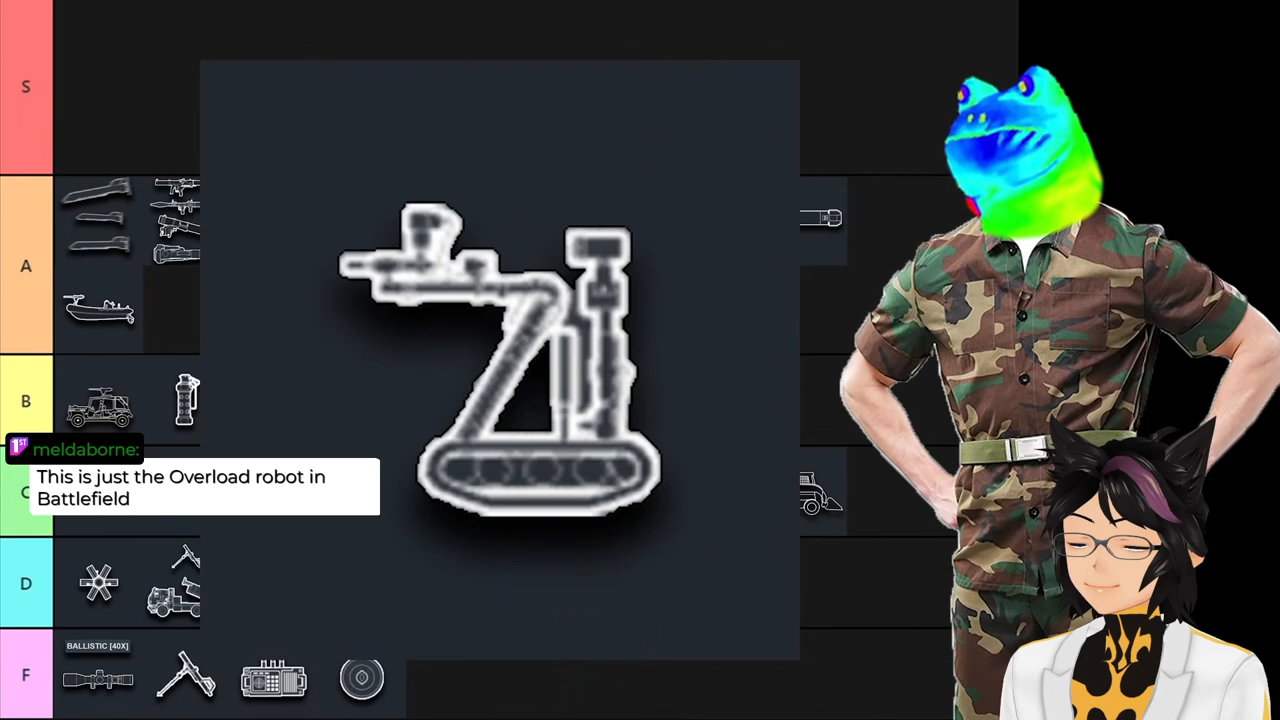 S
A
B
1ST meldaborne:
This is just the Overload robot in
Battlefield
C
D
BALLISTIC [40X]
F